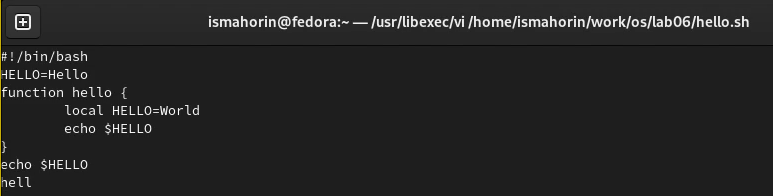 ismahorin@fedora:~ — /usr/libexec/vi /home/ismahorin/work/os/lab06/hello.sh
#!/bin/bash
HELLO=Hello
function hello {
        local HELLO=World
        echo $HELLO
}
echo $HELLO
hell